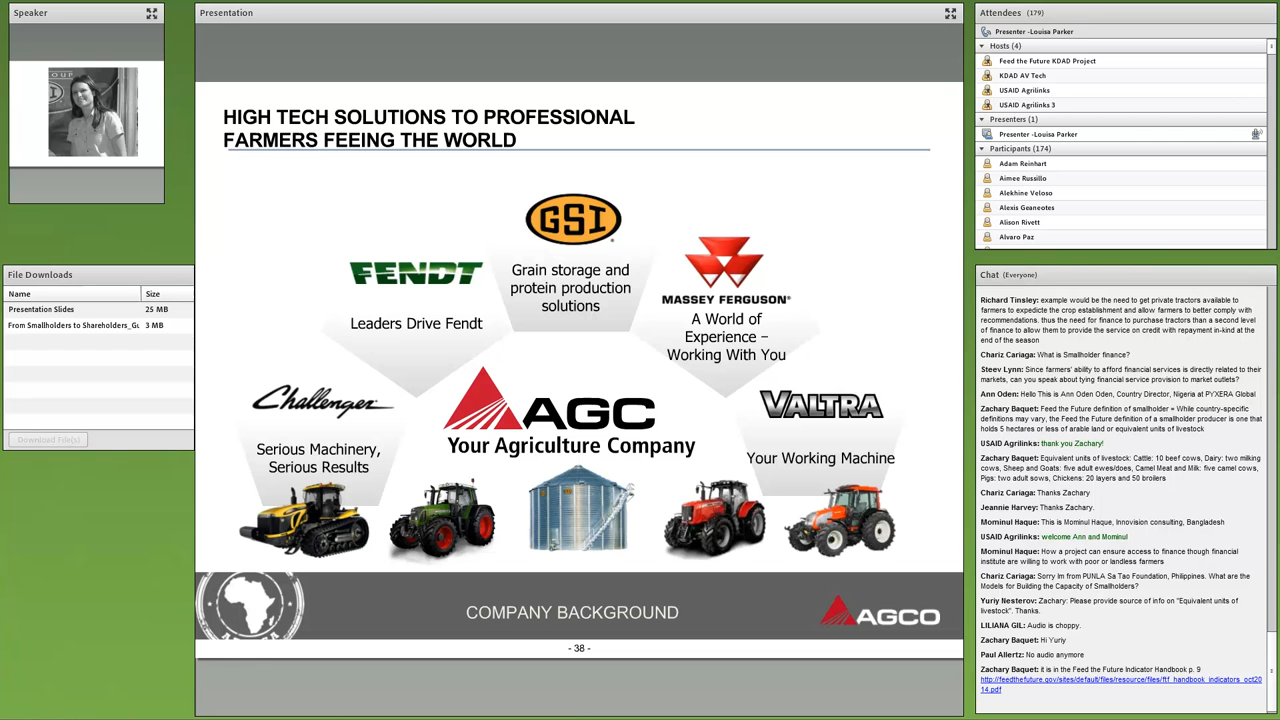 Speaker
Presentation
Attendees (179)
Presenter -Louisa Parker
Hosts (4)
Feed the Future KDAD Project
KDAD AV Tech
USAID Agrilinks
USAID Agrilinks 3
Presenters (1)
Presenter -Louisa Parker
Participants (174)
Adam Reinhart
Aimee Russillo
Alekhine Veloso
Alexis Geaneotes
Alison Rivett
Alvaro Paz
File Downloads
Name Size
Presentation Slides 25 MB
From Smallholders to Shareholders_Gu 3 MB
Download File(s)
HIGH TECH SOLUTIONS TO PROFESSIONAL
FARMERS FEEING THE WORLD
GSI
Grain storage and
protein production
solutions
FENDT
Leaders Drive Fendt
MASSEY FERGUSON
A World of
Experience –
Working With You
Challenger
Serious Machinery,
Serious Results
AGC
Your Agriculture Company
VALTRA
Your Working Machine
COMPANY BACKGROUND
AGCO
- 38 -
Chat (Everyone)
Richard Tinsley: example would be the need to get private tractors available to
farmers to expedicte the crop establishment and allow farmers to better comply with
recommendations. thus the need for finance to purchase tractors than a second level
of finance to allow them to provide the service on credit with repayment in-kind at the
end of the season
Chariz Cariaga: What is Smallholder finance?
Steev Lynn: Since farmers' ability to afford financial services is directly related to their
markets, can you speak about tying financial service provision to market outlets?
Ann Oden: Hello This is Ann Oden Oden, Country Director, Nigeria at PYXERA Global
Zachary Baquet: Feed the Future definition of smallholder = While country-specific
definitions may vary, the Feed the Future definition of a smallholder producer is one that
holds 5 hectares or less of arable land or equivalent units of livestock
USAID Agrilinks: thank you Zachary!
Zachary Baquet: Equivalent units of livestock: Cattle: 10 beef cows, Dairy: two milking
cows, Sheep and Goats: five adult ewes/does, Camel Meat and Milk: five camel cows,
Pigs: two adult sows, Chickens: 20 layers and 50 broilers
Chariz Cariaga: Thanks Zachary
Jeannie Harvey: Thanks Zachary.
Mominul Haque: This is Mominul Haque, Innovision consulting, Bangladesh
USAID Agrilinks: welcome Ann and Mominul
Mominul Haque: How a project can ensure access to finance though financial
institute are willing to work with poor or landless farmers
Chariz Cariaga: Sorry Im from PUNLA Sa Tao Foundation, Philippines. What are the
Models for Building the Capacity of Smallholders?
Yuriy Nesterov: Zachary: Please provide source of info on "Equivalent units of
livestock". Thanks.
LILIANA GIL: Audio is choppy.
Zachary Baquet: Hi Yuriy
Paul Allertz: No audio anymore
Zachary Baquet: it is in the Feed the Future Indicator Handbook p. 9
http://feedthefuture.gov/sites/default/files/resource/files/ftf_handbook_indicators_oct20
14.pdf